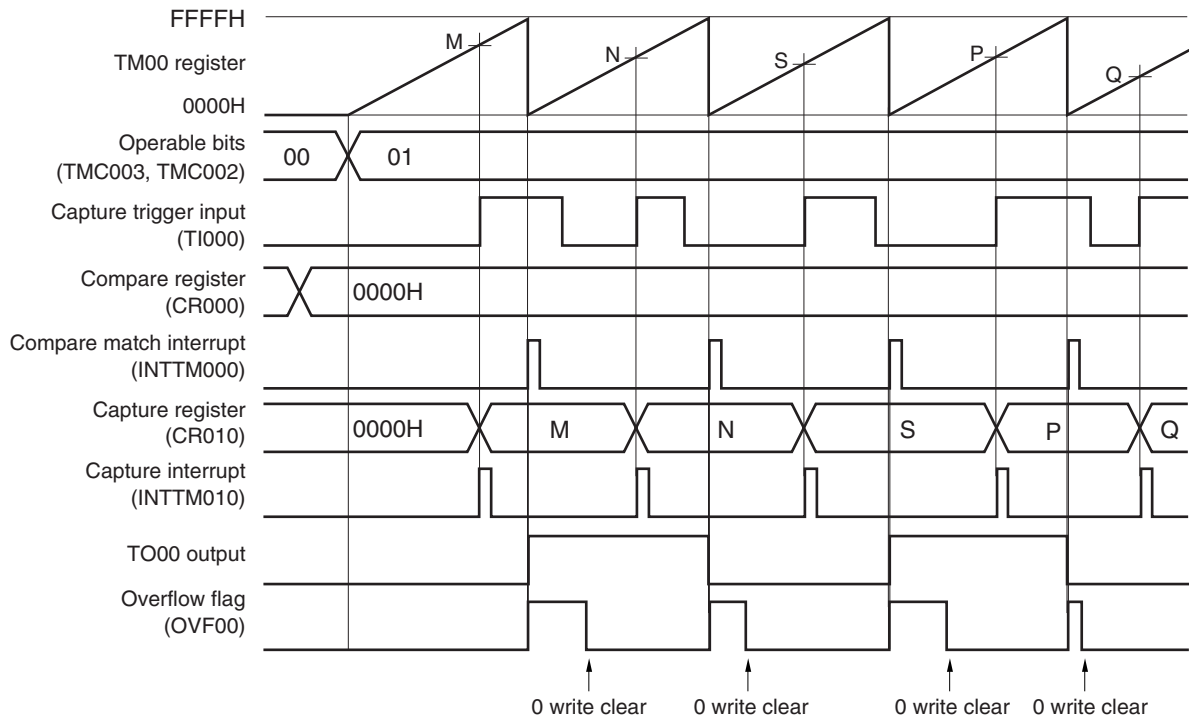 FFFFH
TM00 register
0000H
M N S P Q
Operable bits
(TMC003, TMC002)
00 01
Capture trigger input
(TI000)
Compare register
(CR000)
0000H
Compare match interrupt
(INTTM000)
Capture register
(CR010)
0000H M N S P Q
Capture interrupt
(INTTM010)
TO00 output
Overflow flag
(OVF00)
0 write clear 0 write clear 0 write clear 0 write clear